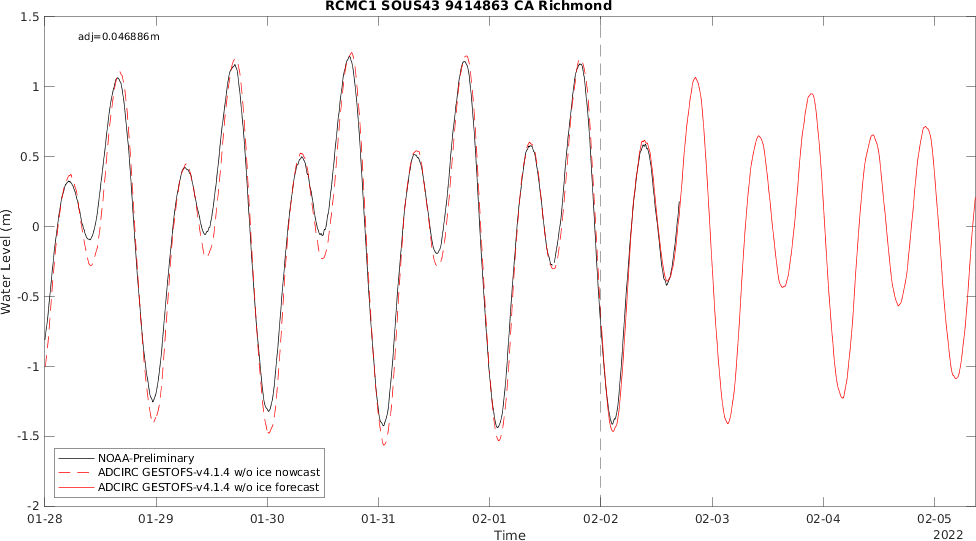 RCMC1 SOUS43 9414863 CA Richmond
adj=0.046886m
1.5
1
0.5
0
-0.5
-1
-1.5
-2
Water Level (m)
NOAA-Preliminary
ADCIRC GESTOFS-v4.1.4 w/o ice nowcast
ADCIRC GESTOFS-v4.1.4 w/o ice forecast
01-28 01-29 01-30 01-31 02-01 02-02 02-03 02-04 02-05
Time
2022